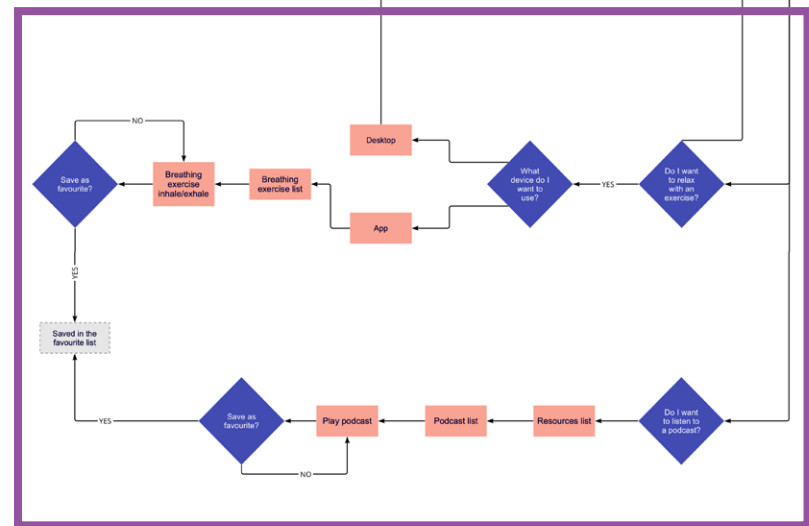 NO
Save as
favourite?
Breathing
exercise
inhale/exhale
Breathing
exercise list
Desktop
App
What
device do I
want to
use?
YES
Do I want
to relax
with an
exercise?
YES
Saved in the
favourite list
YES
Save as
favourite?
NO
Play podcast
Podcast list
Resources list
Do I want
to listen to
a podcast?